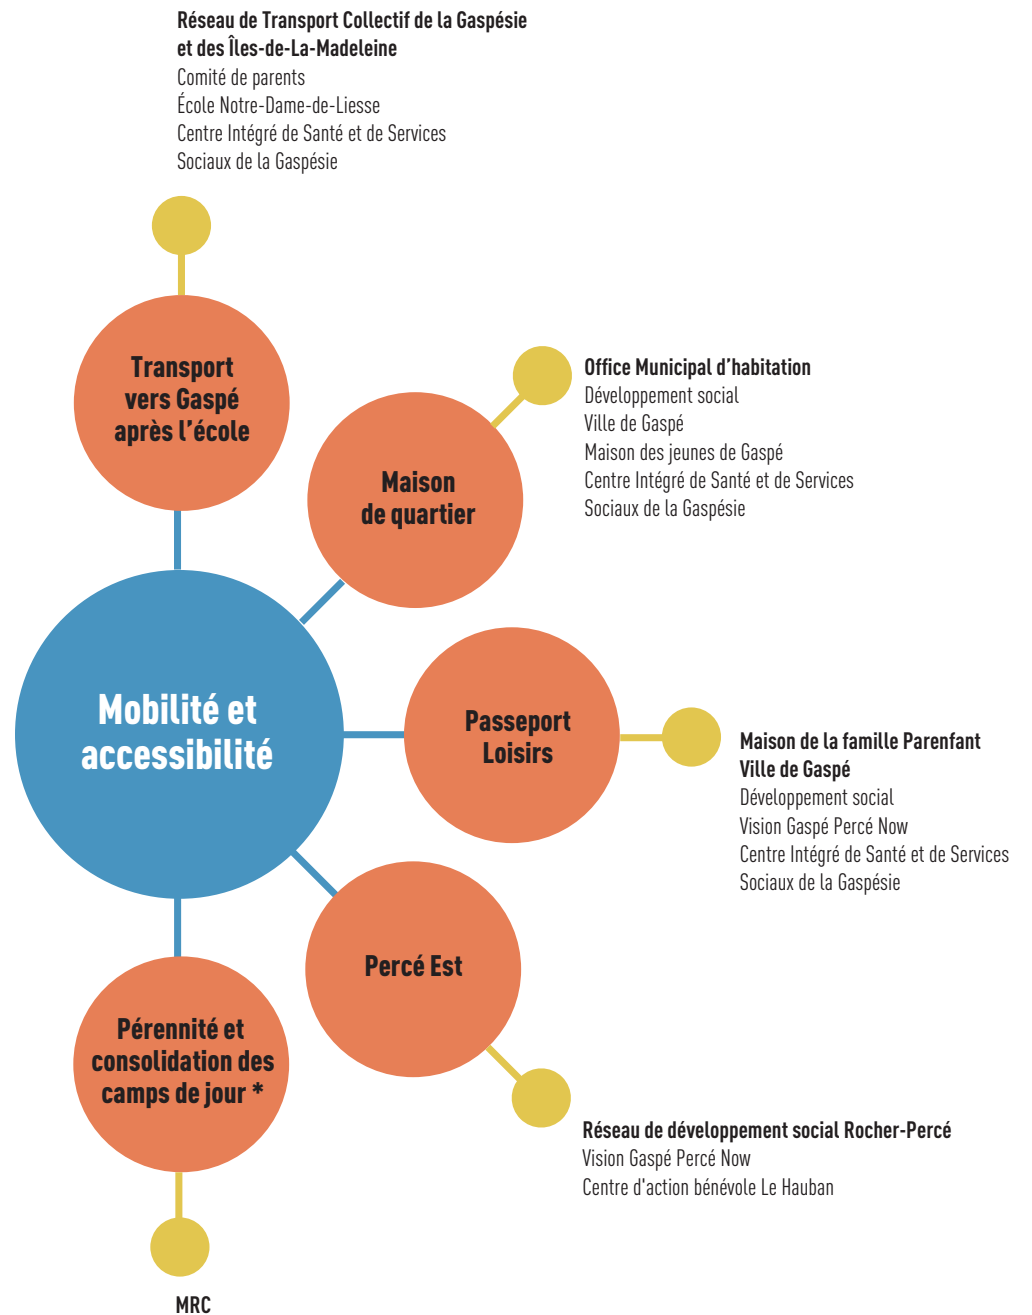 Réseau de Transport Collectif de la Gaspésie
et des Îles-de-La-Madeleine
Comité de parents
École Notre-Dame-de-Liesse
Centre Intégré de Santé et de Services
Sociaux de la Gaspésie
Transport
vers Gaspé
après l'école
Office Municipal d'habitation
Développement social
Ville de Gaspé
Maison des jeunes de Gaspé
Centre Intégré de Santé et de Services
Sociaux de la Gaspésie
Maison
de quartier
Mobilité et
accessibilité
Passeport
Loisirs
Maison de la famille Parenfant
Ville de Gaspé
Développement social
Vision Gaspé Percé Now
Centre Intégré de Santé et de Services
Sociaux de la Gaspésie
Percé Est
Réseau de développement social Rocher-Percé
Vision Gaspé Percé Now
Centre d'action bénévole Le Hauban
Pérennité et
consolidation des
camps de jour *
MRC